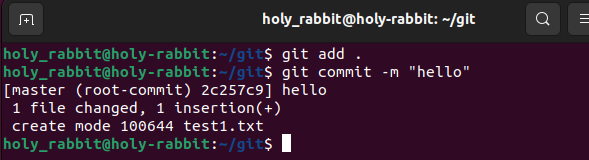 holy_rabbit@holy-rabbit: ~/git
holy_rabbit@holy-rabbit:~/git$ git add .
holy_rabbit@holy-rabbit:~/git$ git commit -m "hello"
[master (root-commit) 2c257c9] hello
 1 file changed, 1 insertion(+)
 create mode 100644 test1.txt
holy_rabbit@holy-rabbit:~/git$